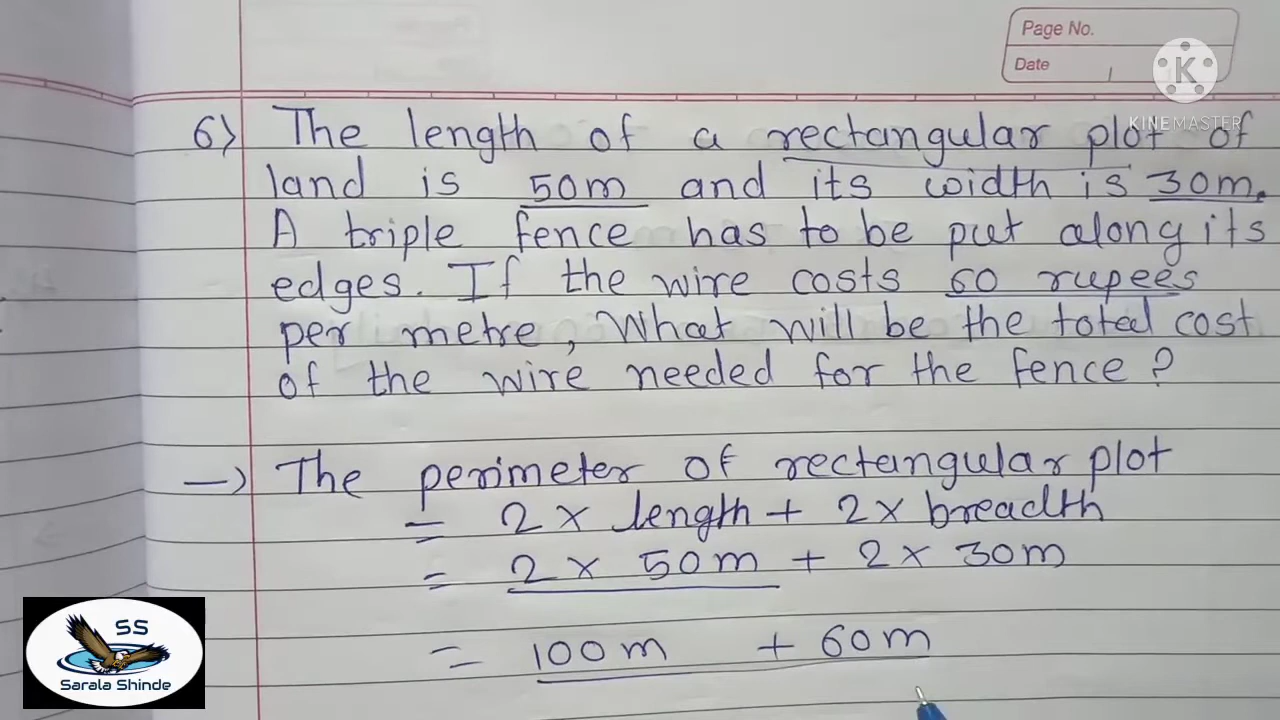 Page No.
Date
KINEMASTER
6) The length of a rectangular plot of
land is 50m and its width is 30m.
A triple fence has to be put along its
edges. If the wire costs 60 rupees
per metre, What will be the total cost
of the wire needed for the fence?
→ The perimeter of rectangular plot
= 2 × length + 2 × breadth
= 2 × 50m + 2 × 30m
= 100m + 60m
SS
Sarala Shinde